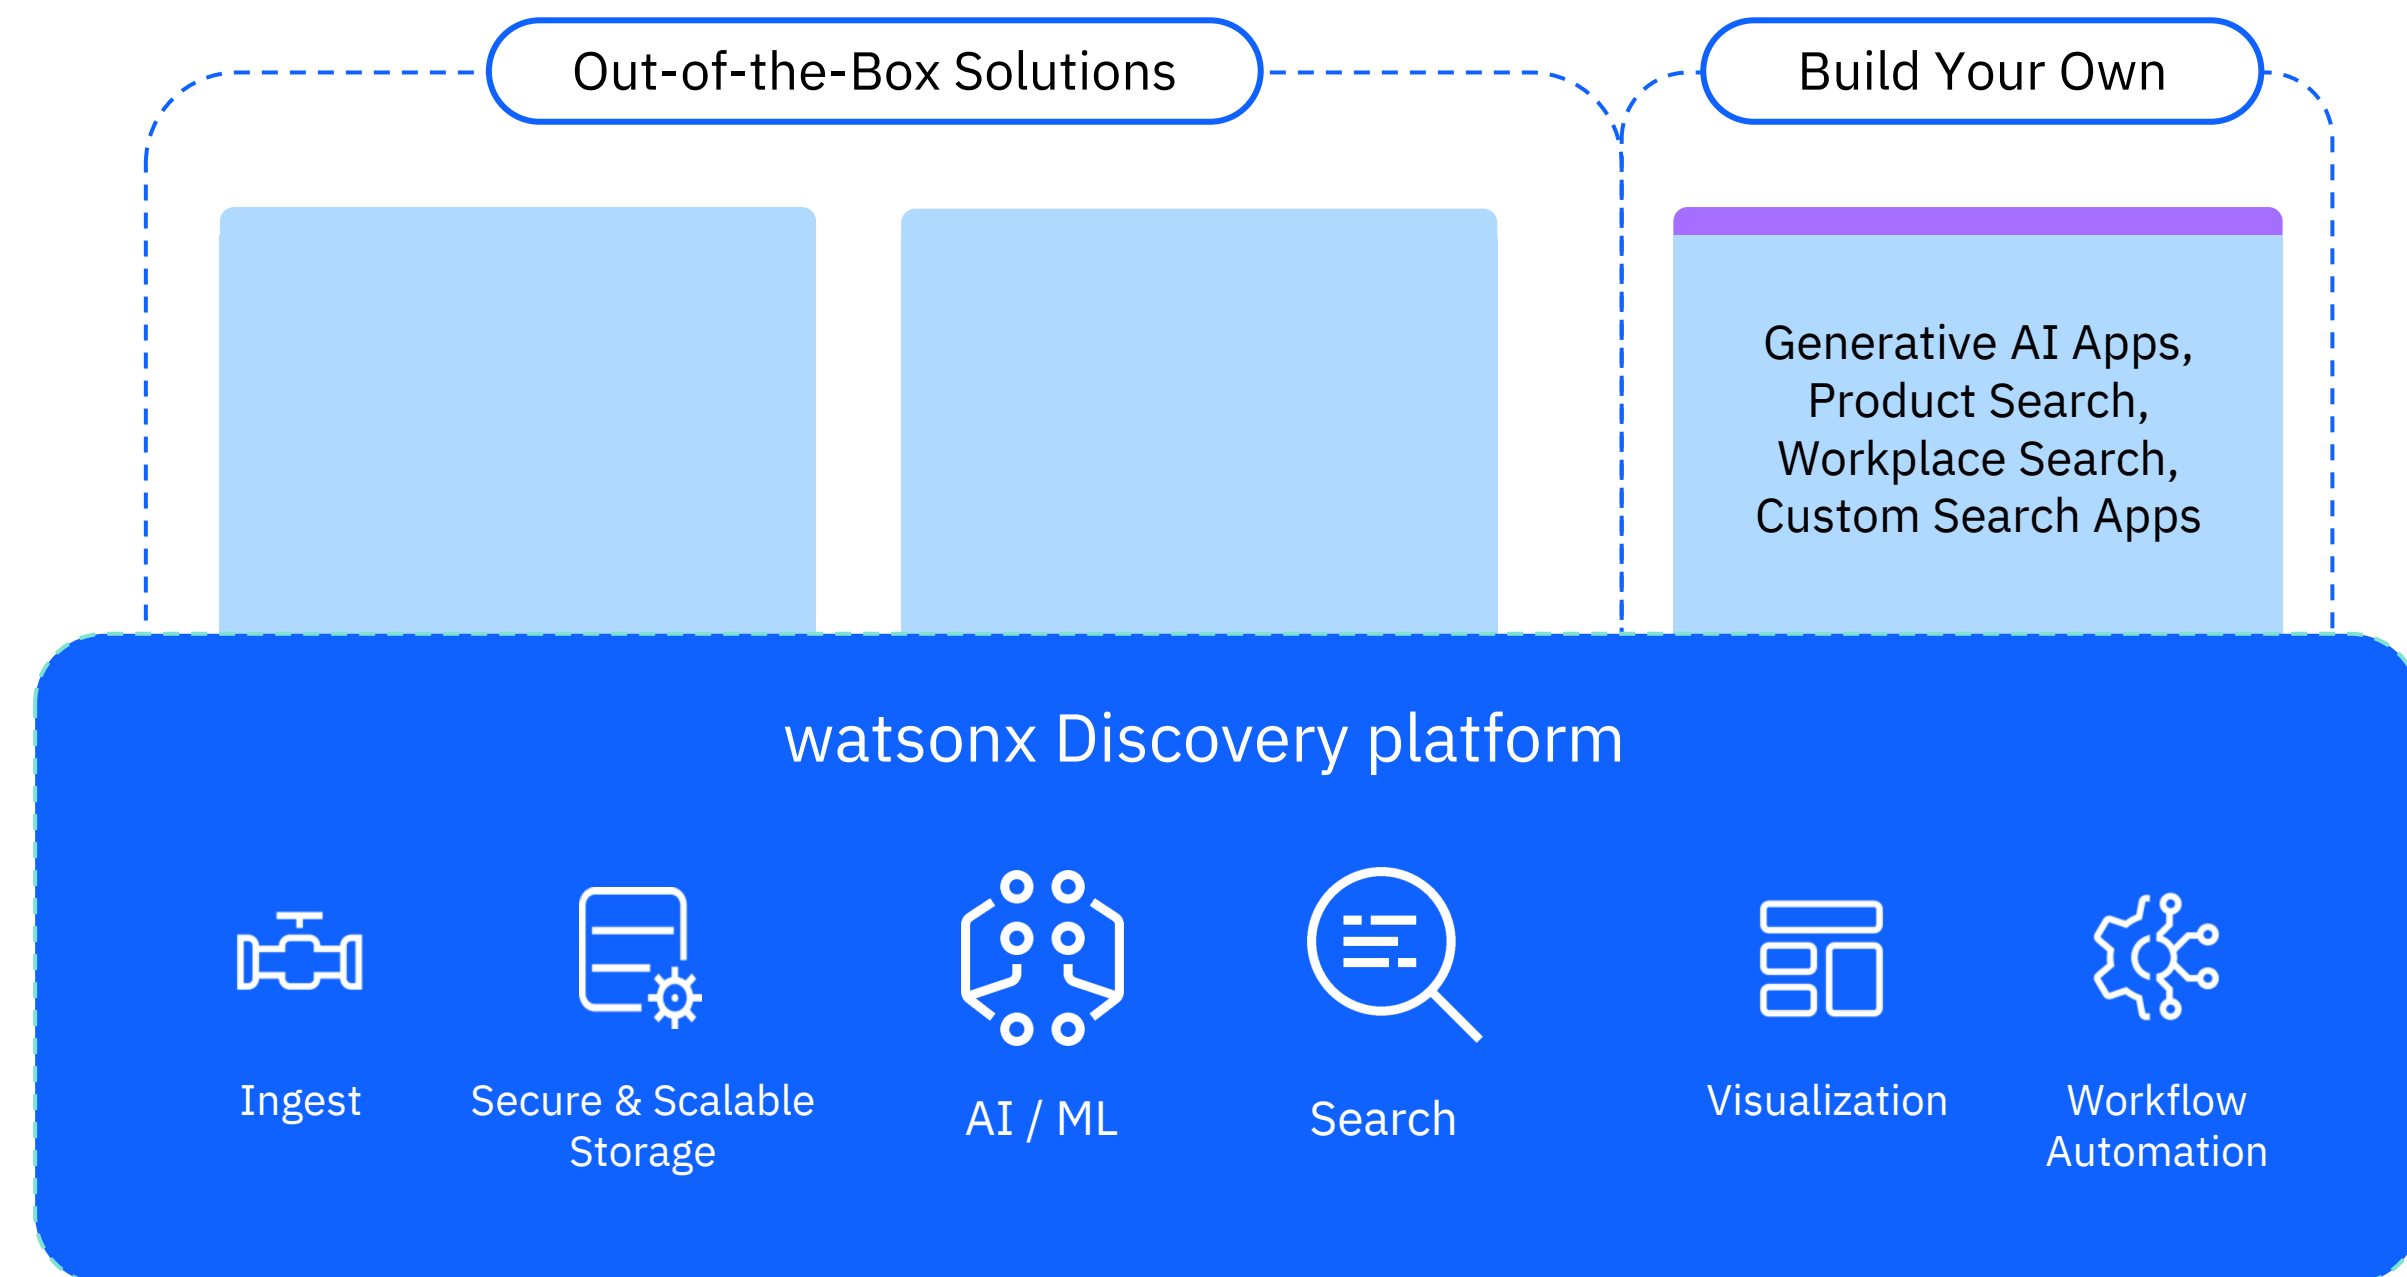 Out-of-the-Box Solutions
Build Your Own
Generative AI Apps,
Product Search,
Workplace Search,
Custom Search Apps
watsonx Discovery platform
Ingest
Secure & Scalable
Storage
AI / ML
Search
Visualization
Workflow
Automation